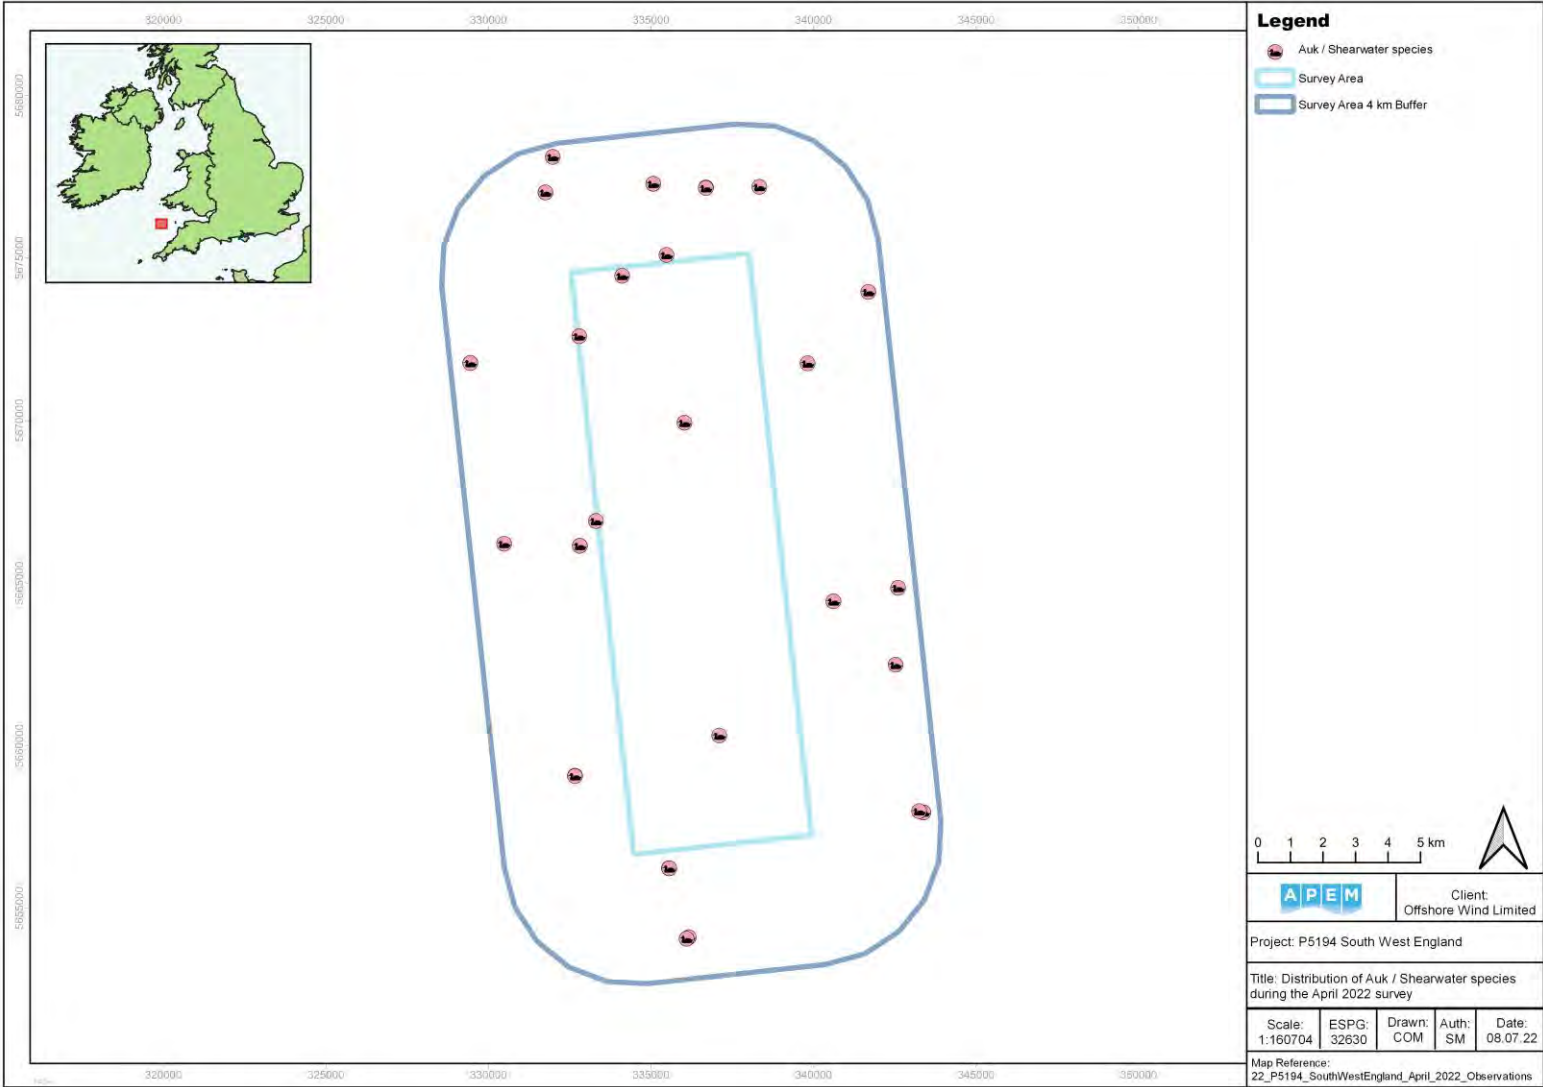 320000 325000 330000 335000 340000 345000 350000
5680000
5675000
5670000
5665000
5660000
5655000
320000 325000 330000 335000 340000 345000 350000
Legend
Auk / Shearwater species
Survey Area
Survey Area 4 km Buffer
0 1 2 3 4 5 km
APEM
Client:
Offshore Wind Limited
Project: P5194 South West England
Title: Distribution of Auk / Shearwater species
during the April 2022 survey
Scale: ESPG: Drawn: Auth: Date:
1:160704 32630 COM SM 08.07.22
Map Reference:
22_P5194_SouthWestEngland_April_2022_Observations